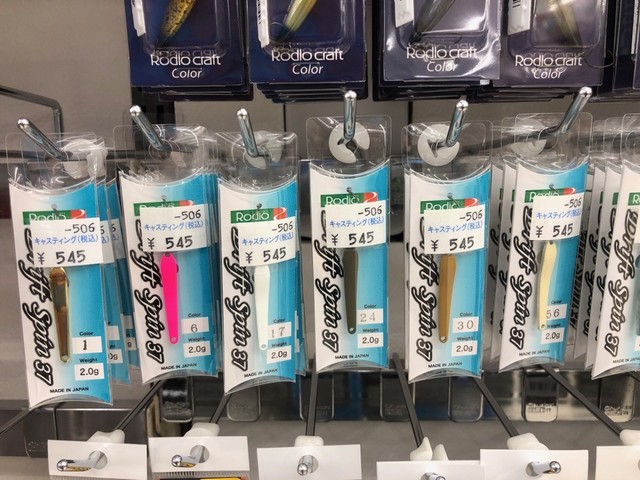 Rodio craft
Color
Rodio craft
Color
Rodio craft
Color
Rodio craft
Color
Rodio
-506
キャスティング(税込)
¥ 545
Drift Spin 37
Color
1
Weight
2.0g
MADE IN JAPAN
Rodio
-506
キャスティング(税込)
¥ 545
Drift Spin 37
Color
6
Weight
2.0g
MADE IN JAPAN
Rodio
-506
キャスティング(税込)
¥ 545
Drift Spin 37
Color
17
Weight
2.0g
MADE IN JAPAN
Rodio
-506
キャスティング(税込)
¥ 545
Drift Spin 37
Color
24
Weight
2.0g
MADE IN JAPAN
-506
キャスティング(税込)
¥ 545
Drift Spin 37
Color
30
Weight
2.0g
MADE IN JAPAN
-506
キャスティング(税込)
¥ 545
Drift Spin 37
Color
56
Weight
2.0g
MADE IN JAPAN